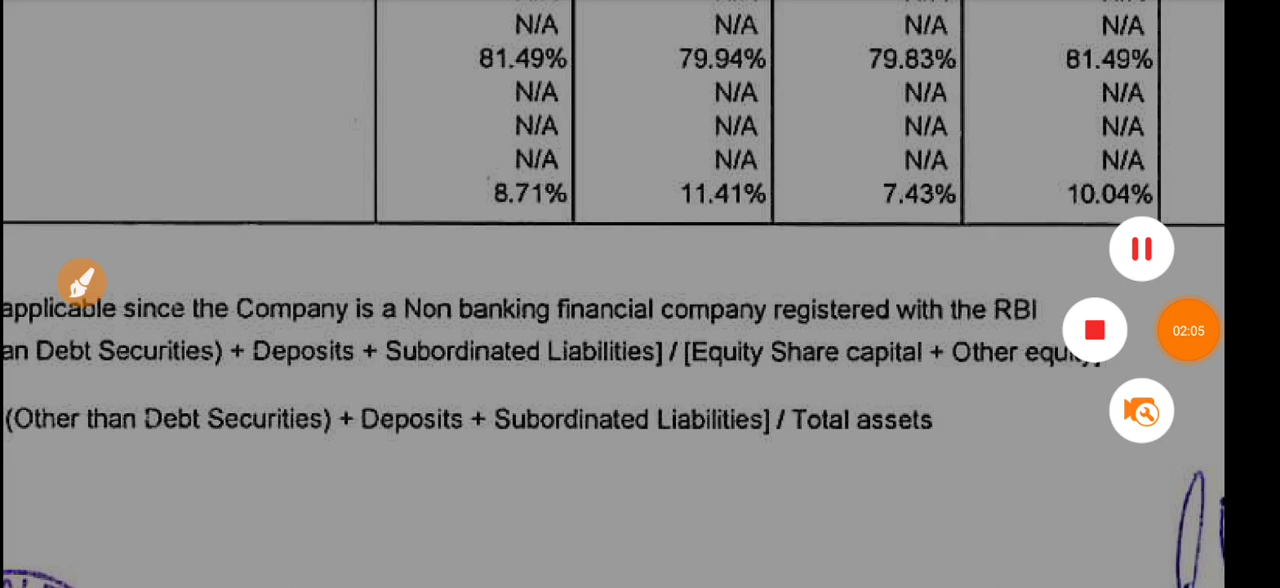 N/A N/A N/A N/A
81.49% 79.94% 79.83% 81.49%
N/A N/A N/A N/A
N/A N/A N/A N/A
N/A N/A N/A N/A
8.71% 11.41% 7.43% 10.04%
applicable since the Company is a Non banking financial company registered with the RBI
02:05
an Debt Securities) + Deposits + Subordinated Liabilities] / [Equity Share capital + Other equity]
(Other than Debt Securities) + Deposits + Subordinated Liabilities] / Total assets